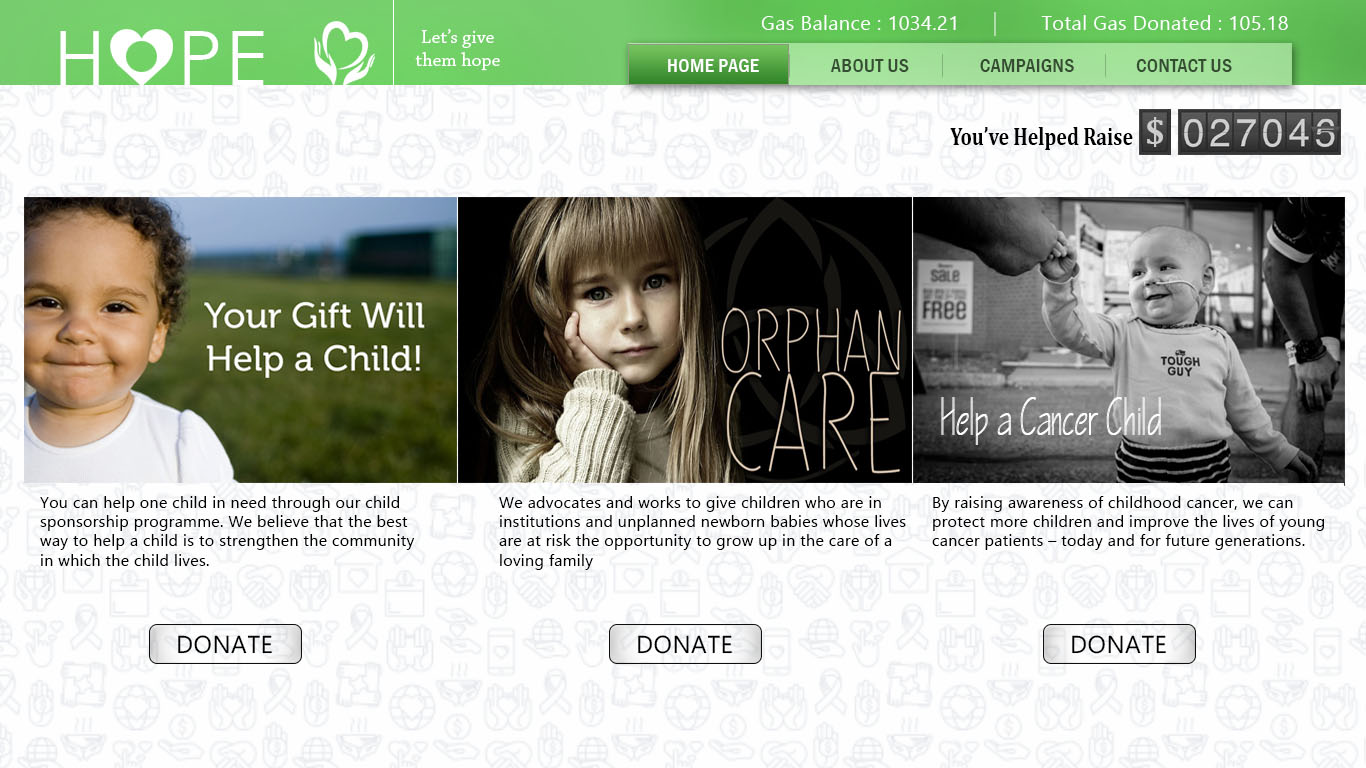 HOPE
Let's give
them hope
Gas Balance : 1034.21 | Total Gas Donated : 105.18
HOME PAGE ABOUT US CAMPAIGNS CONTACT US
You've Helped Raise $
Your Gift Will
Help a Child!
ORPHAN
CARE
SALE
FREE
TOUGH
GUY
Help a Cancer Child
You can help one child in need through our child
sponsorship programme. We believe that the best
way to help a child is to strengthen the community
in which the child lives.
We advocates and works to give children who are in
institutions and unplanned newborn babies whose lives
are at risk the opportunity to grow up in the care of a
loving family
By raising awareness of childhood cancer, we can
protect more children and improve the lives of young
cancer patients – today and for future generations.
DONATE
DONATE
DONATE